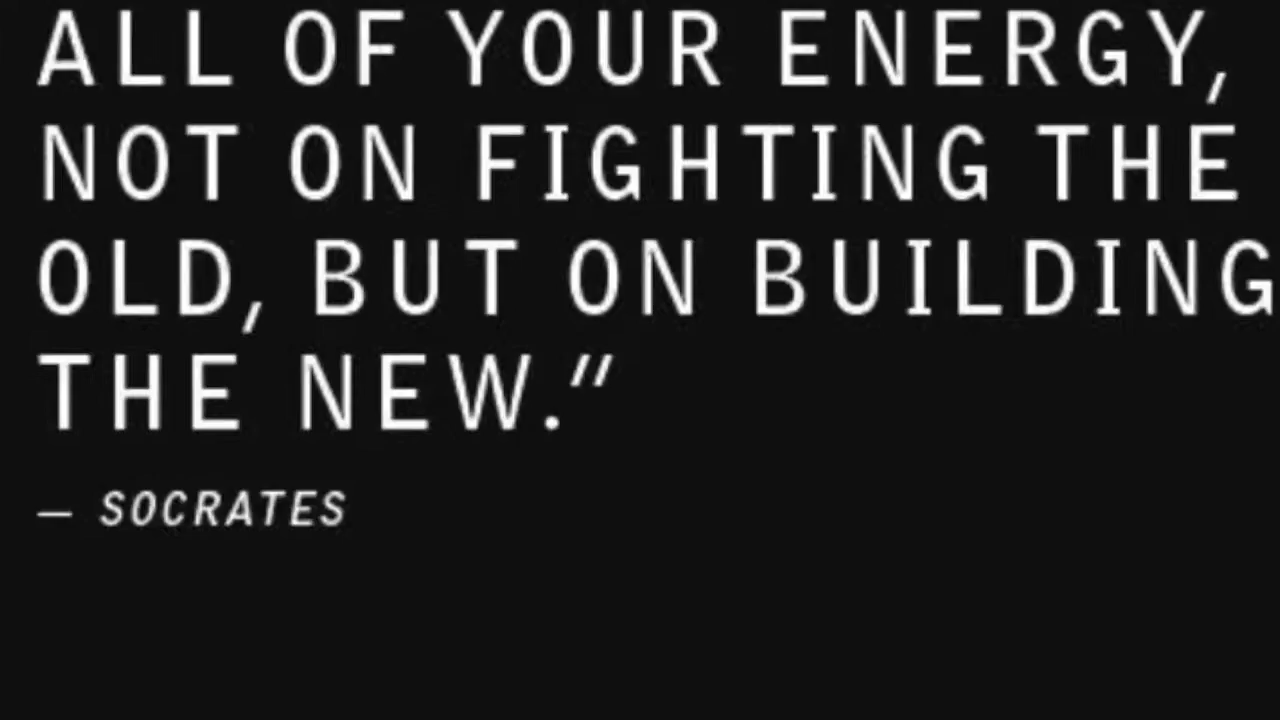 ALL OF YOUR ENERGY,
NOT ON FIGHTING THE
OLD, BUT ON BUILDING
THE NEW.”
— SOCRATES